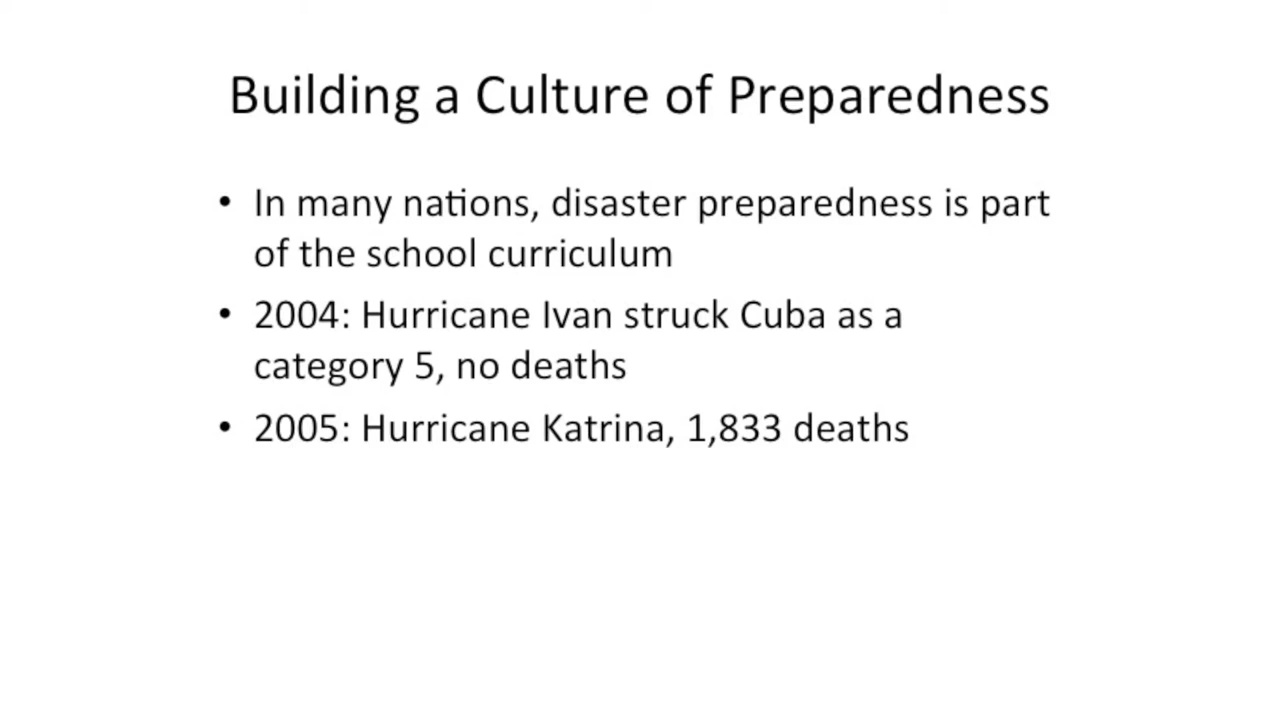 Building a Culture of Preparedness
• In many nations, disaster preparedness is part
of the school curriculum
• 2004: Hurricane Ivan struck Cuba as a
category 5, no deaths
• 2005: Hurricane Katrina, 1,833 deaths